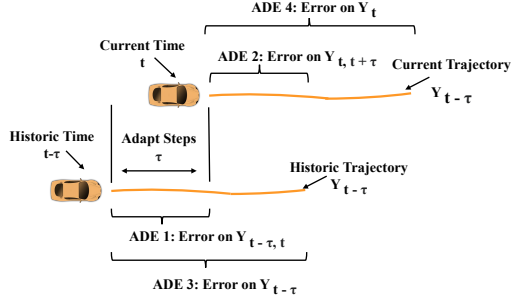 ADE 4: Error on Y t
Current Time
t
ADE 2: Error on Y t, t + τ
Current Trajectory
Y t - τ
Historic Time
t-τ
Adapt Steps
τ
Historic Trajectory
Y t - τ
ADE 1: Error on Y t - τ, t
ADE 3: Error on Y t - τ